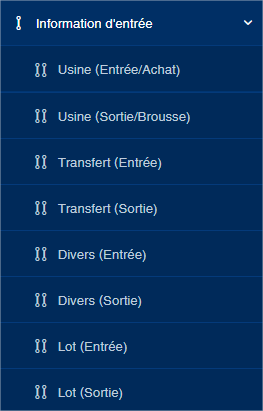 Information d'entrée
Usine (Entrée/Achat)
Usine (Sortie/Brousse)
Transfert (Entrée)
Transfert (Sortie)
Divers (Entrée)
Divers (Sortie)
Lot (Entrée)
Lot (Sortie)